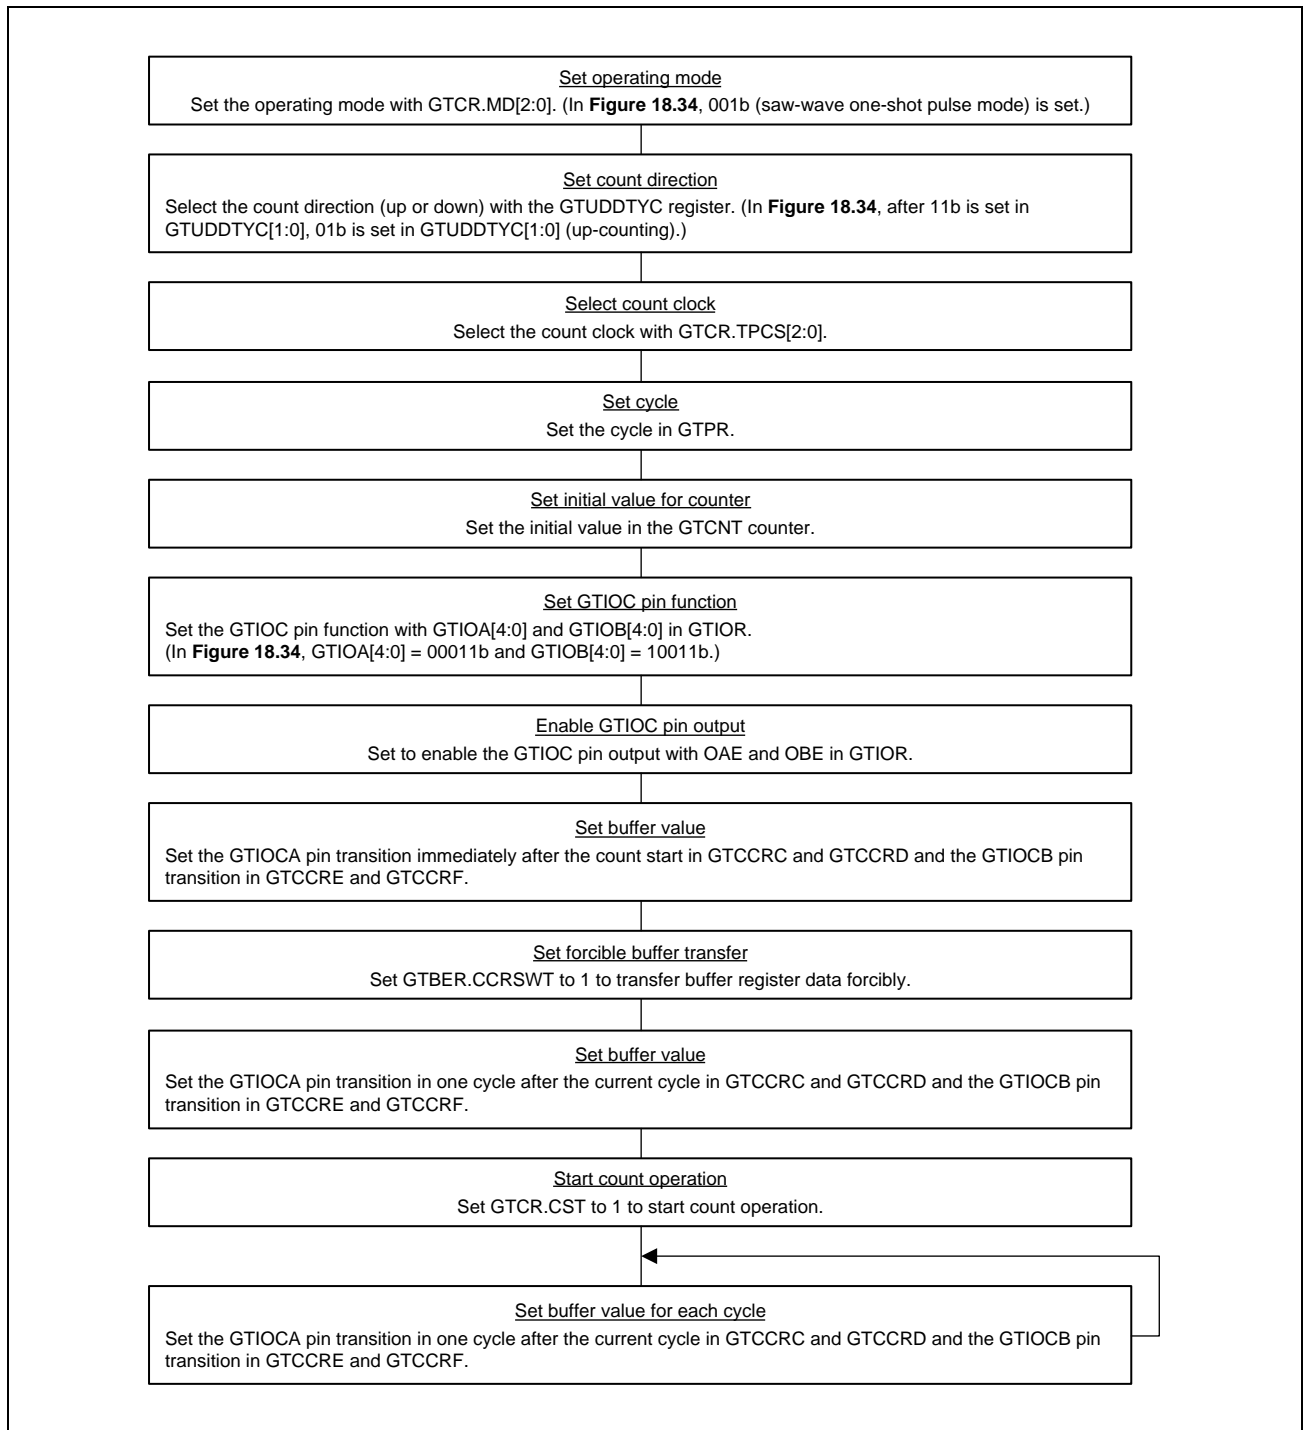 Set operating mode
Set the operating mode with GTCR.MD[2:0]. (In Figure 18.34, 001b (saw-wave one-shot pulse mode) is set.)
Set count direction
Select the count direction (up or down) with the GTUDDTYC register. (In Figure 18.34, after 11b is set in
GTUDDTYC[1:0], 01b is set in GTUDDTYC[1:0] (up-counting).)
Select count clock
Select the count clock with GTCR.TPCS[2:0].
Set cycle
Set the cycle in GTPR.
Set initial value for counter
Set the initial value in the GTCNT counter.
Set GTIOC pin function
Set the GTIOC pin function with GTIOA[4:0] and GTIOB[4:0] in GTIOR.
(In Figure 18.34, GTIOA[4:0] = 00011b and GTIOB[4:0] = 10011b.)
Enable GTIOC pin output
Set to enable the GTIOC pin output with OAE and OBE in GTIOR.
Set buffer value
Set the GTIOCA pin transition immediately after the count start in GTCCRC and GTCCRD and the GTIOCB pin
transition in GTCCRE and GTCCRF.
Set forcible buffer transfer
Set GTBER.CCRSWT to 1 to transfer buffer register data forcibly.
Set buffer value
Set the GTIOCA pin transition in one cycle after the current cycle in GTCCRC and GTCCRD and the GTIOCB pin
transition in GTCCRE and GTCCRF.
Start count operation
Set GTCR.CST to 1 to start count operation.
Set buffer value for each cycle
Set the GTIOCA pin transition in one cycle after the current cycle in GTCCRC and GTCCRD and the GTIOCB pin
transition in GTCCRE and GTCCRF.